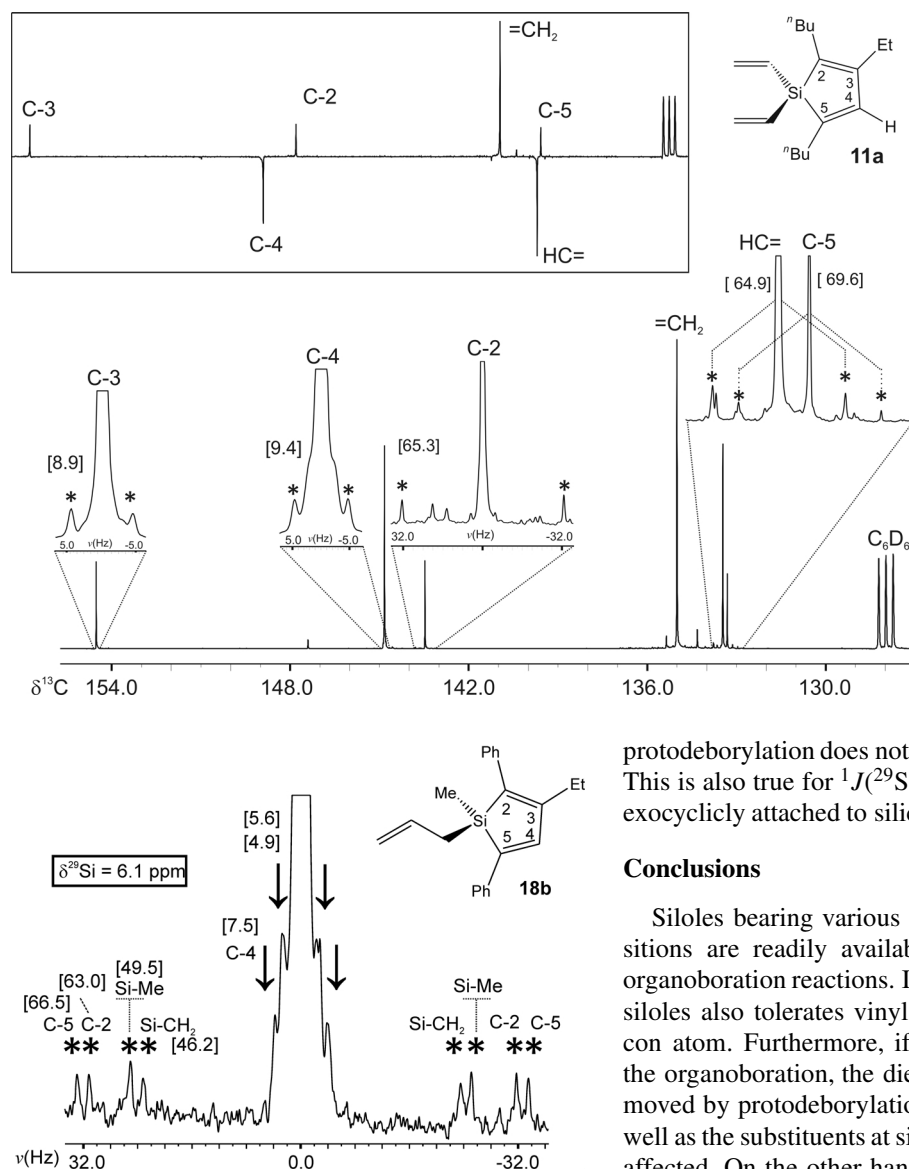 =CH2
C-3
C-2
C-5
C-4
HC=
nBu
Et
Si
2
3
4
5
H
nBu
11a
HC= C-5
[ 64.9] [ 69.6]
=CH2
C-3
C-4
C-2
[8.9]
[9.4]
[65.3]
* * * * * * * * * *
5.0 ν(Hz) -5.0
5.0 ν(Hz) -5.0
32.0 ν(Hz) -32.0
C6D6
δ13C 154.0 148.0 142.0 136.0 130.0
Ph
Et
Me
Si
2
3
4
5
Ph
18b
δ29Si = 6.1 ppm
[5.6]
[4.9]
[7.5]
C-4
[49.5]
[63.0] Si-Me
[66.5]
C-5 C-2 Si-CH2
[46.2]
Si-Me
Si-CH2 C-2 C-5
* * * * * * * *
ν(Hz) 32.0 0.0 -32.0
protodeborylation does not
This is also true for 1J(29S
exocyclicly attached to silic
Conclusions
Siloles bearing various
sitions are readily availab
organoboration reactions. I
siloles also tolerates vinyl
con atom. Furthermore, if
the organoboration, the die
moved by protodeborylatio
well as the substituents at si
affected. On the other han